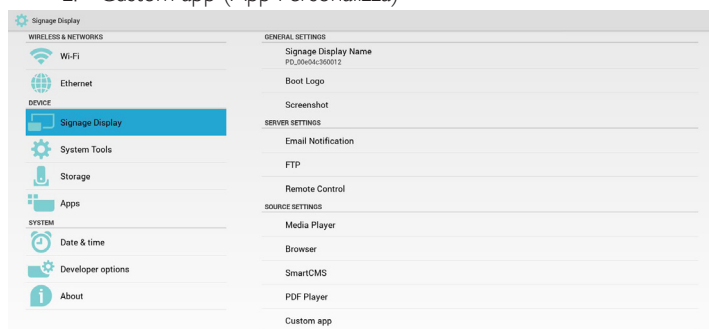 Custom app (App Personalizza)
Signage Display
WIRELESS & NETWORKS
Wi-Fi
Ethernet
DEVICE
Signage Display
System Tools
Storage
Apps
SYSTEM
Date & time
Developer options
About
GENERAL SETTINGS
Signage Display Name
PD_00e04c360012
Boot Logo
Screenshot
SERVER SETTINGS
Email Notification
FTP
Remote Control
SOURCE SETTINGS
Media Player
Browser
SmartCMS
PDF Player
Custom app